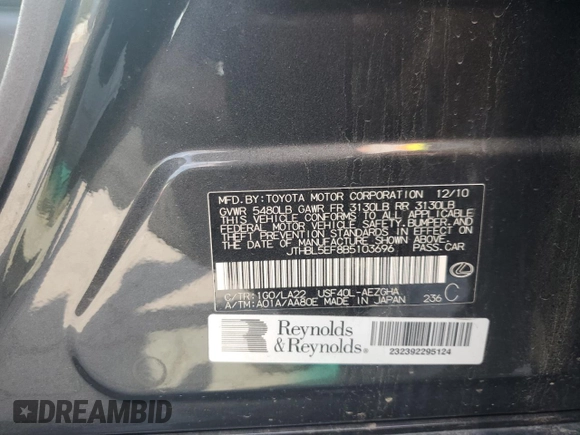 MFD. BY: TOYOTA MOTOR CORPORATION 12/10
GVWR 5480LB GAWR FR 3130LB RR 3130LB
THIS VEHICLE CONFORMS TO ALL APPLICABLE
FEDERAL MOTOR VEHICLE SAFETY, BUMPER, AND
THEFT PREVENTION STANDARDS IN EFFECT ON
THE DATE OF MANUFACTURE SHOWN ABOVE.
JTHBL5EF8B5103696 PASS.CAR
C/TR: 1G0/LA22 USF40L-AEZGHA
A/TM: A01A/AA80E MADE IN JAPAN 236 C
Reynolds
& Reynolds®
232392295124
DREAMBID